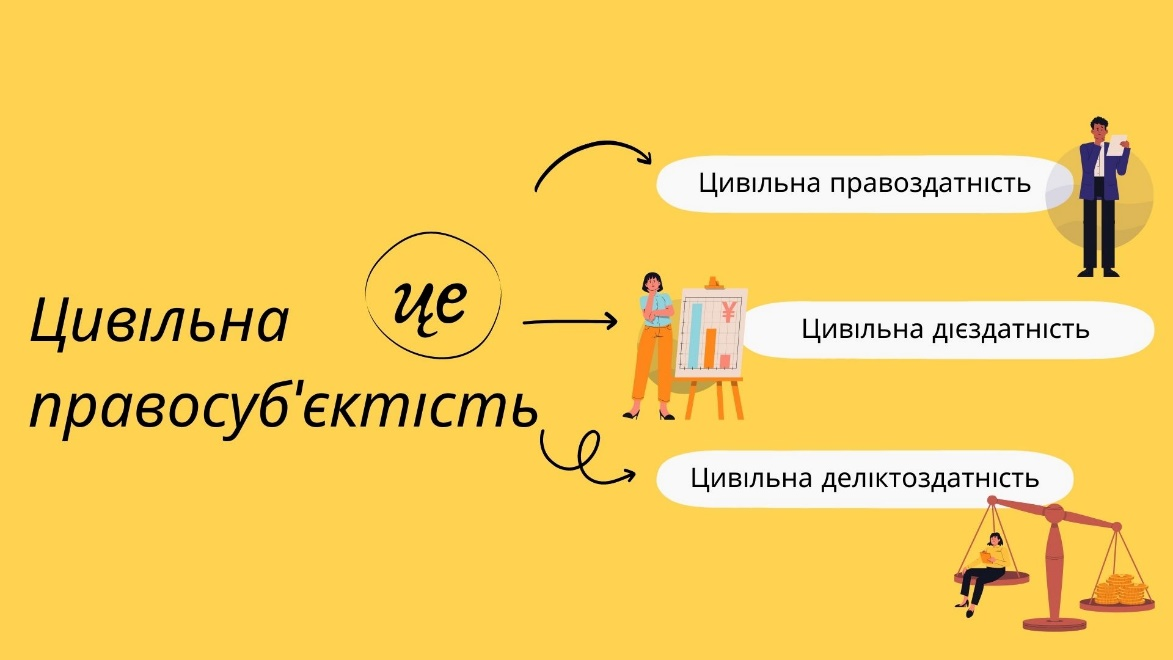 Цивільна
це
правосуб'єктість
Цивільна правоздатність
Цивільна дієздатність
¥
Цивільна деліктоздатність